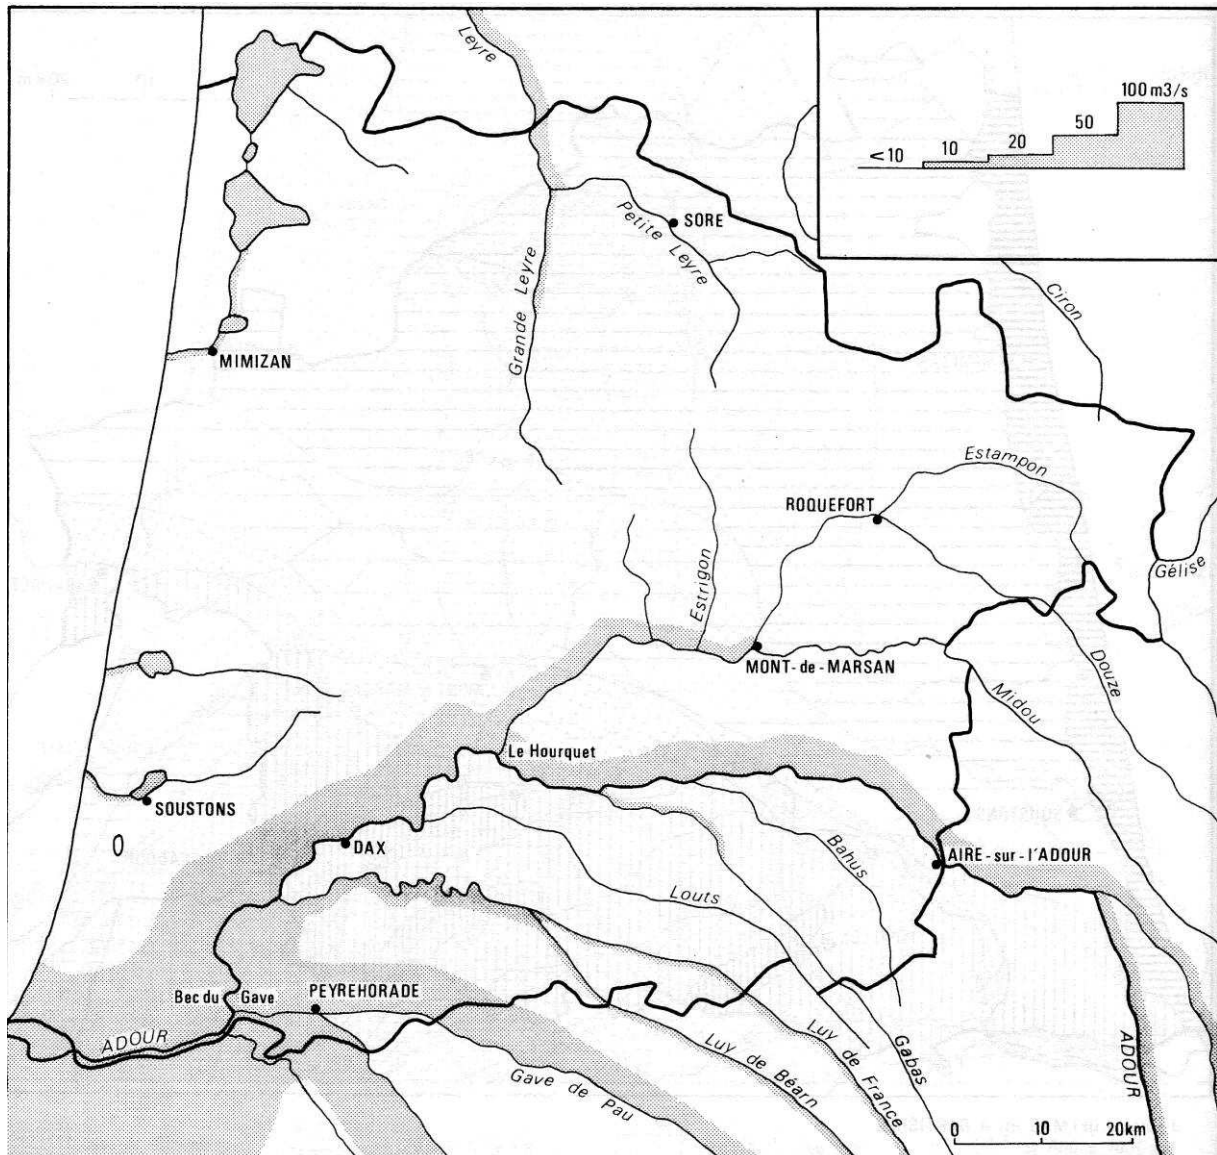 Leyre
100 m3/s
50
20
10
< 10
SORE
Petite Leyre
Grande Leyre
Ciron
MIMIZAN
Estampon
ROQUEFORT
Gélise
Estrigon
MONT-de-MARSAN
Douze
Midou
Le Hourquet
SOUSTONS
DAX
Bahus
AIRE-sur-l'ADOUR
Louts
Bec du Gave
PEYREHORADE
ADOUR
Gave de Pau
Luy de Béarn
Luy de France
Gabas
ADOUR
0 10 20km